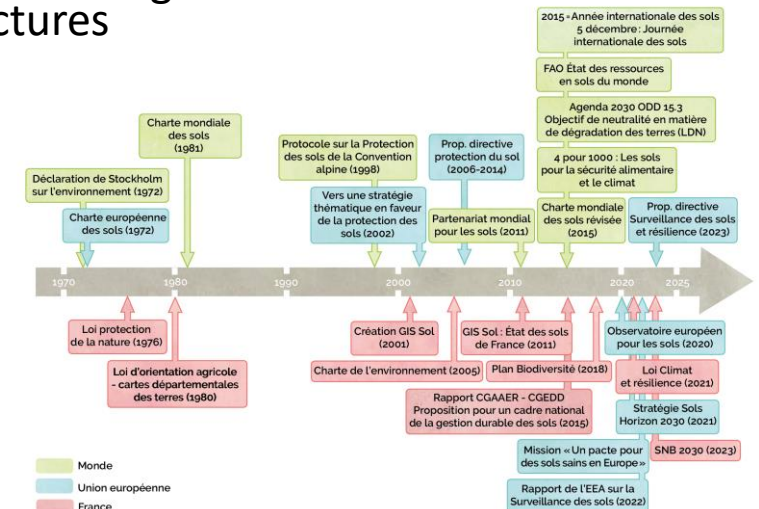 ctures
2015 = Année internationale des sols
5 décembre : Journée
internationale des sols
FAO État des ressources
en sols du monde
Agenda 2030 ODD 15.3
Objectif de neutralité en matière
de dégradation des terres (LDN)
4 pour 1000 : Les sols
pour la sécurité alimentaire
et le climat
Charte mondiale
des sols révisée
(2015)
Charte mondiale
des sols
(1981)
Protocole sur la Protection
des sols de la Convention
alpine (1998)
Prop. directive
protection du sol
(2006-2014)
Déclaration de Stockholm
sur l'environnement (1972)
Charte européenne
des sols (1972)
Vers une stratégie
thématique en faveur
de la protection des
sols (2002)
Partenariat mondial
pour les sols (2011)
Prop. directive
Surveillance des sols
et résilience (2023)
1970
1980
1990
2000
2010
2020
2025
Loi protection
de la nature (1976)
Loi d'orientation agricole
- cartes départementales
des terres (1980)
Création GIS Sol
(2001)
Charte de l'environnement (2005)
GIS Sol : État des sols
de France (2011)
Plan Biodiversité (2018)
Rapport CGAAER - CGEDD
Proposition pour un cadre national
de la gestion durable des sols (2015)
Observatoire européen
pour les sols (2020)
Loi Climat
et résilience (2021)
Stratégie Sols
Horizon 2030 (2021)
Mission « Un pacte pour
des sols sains en Europe »
SNB 2030 (2023)
Rapport de l'EEA sur la
Surveillance des sols (2022)
Monde
Union européenne
France